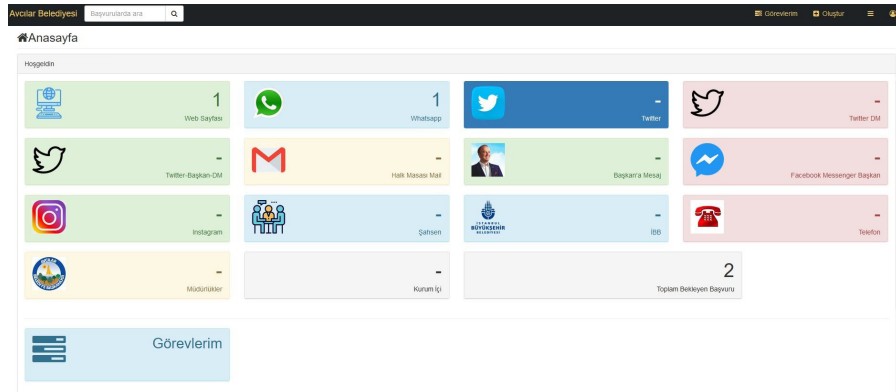 Avcılar Belediyesi Başvurularda ara Görevlerim Oluştur
Anasayfa
Hoşgeldin
1
Web Sayfası
1
Whatsapp
-
Twitter
-
Twitter DM
-
Twitter-Başkan-DM
-
Halk Masası Mail
-
Başkan'a Mesaj
-
Facebook Messenger Başkan
-
Instagram
-
Şahsen
İSTANBUL
BÜYÜKŞEHİR
BELEDİYESİ
-
İBB
-
Telefon
-
Müdürlükler
-
Kurum İçi
2
Toplam Bekleyen Başvuru
Görevlerim